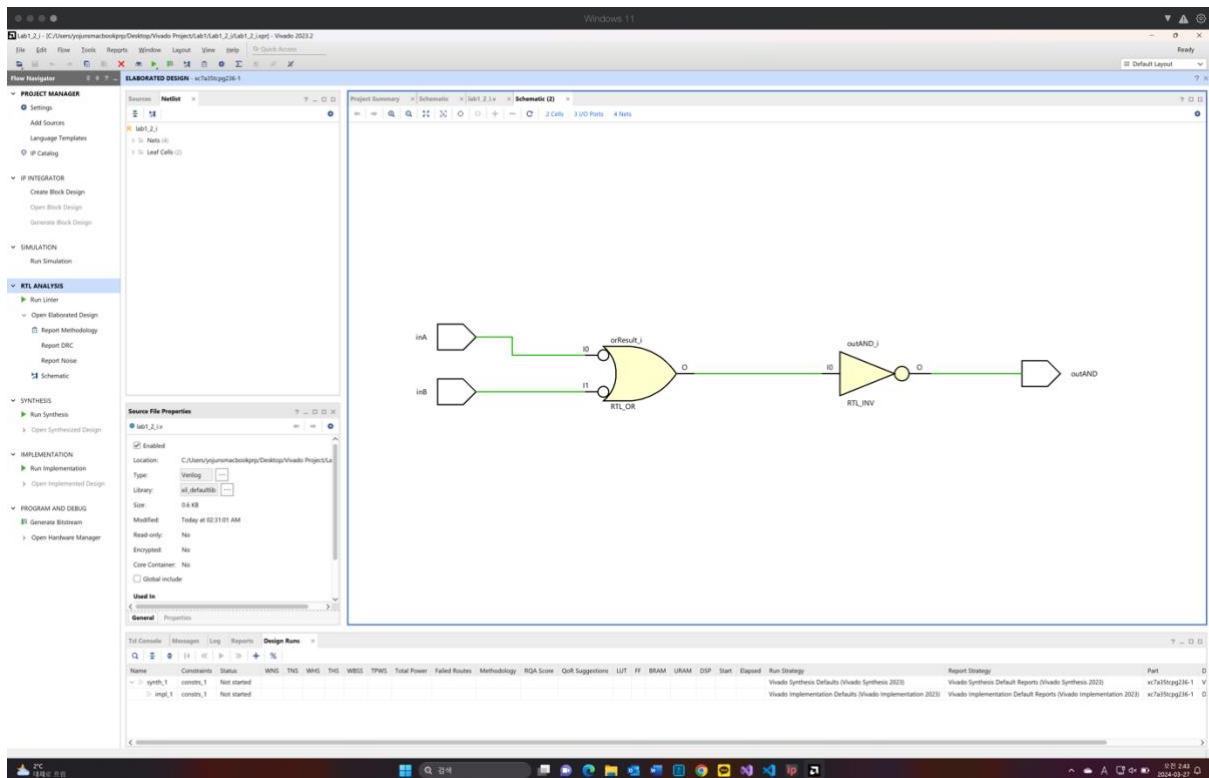 Windows 11
Lab1_2_i - [C:/Users/yojunsmacbookprp/Desktop/Vivado Project/Lab1/Lab1_2_i/Lab1_2_i.xpr] - Vivado 2023.2
File Edit Flow Tools Reports Window Layout View Help Quick Access
Ready
Default Layout
Flow Navigator
ELABORATED DESIGN - xc7a35tcpg236-1
PROJECT MANAGER
Settings
Add Sources
Language Templates
IP Catalog
IP INTEGRATOR
Create Block Design
Open Block Design
Generate Block Design
SIMULATION
Run Simulation
RTL ANALYSIS
Run Linter
Open Elaborated Design
Report Methodology
Report DRC
Report Noise
Schematic
SYNTHESIS
Run Synthesis
Open Synthesized Design
IMPLEMENTATION
Run Implementation
Open Implemented Design
PROGRAM AND DEBUG
Generate Bitstream
Open Hardware Manager
Sources Netlist
lab1_2_i
Nets (4)
Leaf Cells (2)
Source File Properties
lab1_2_i.v
Enabled
Location: C:/Users/yojunsmacbookprp/Desktop/Vivado Project/La
Type: Verilog
Library: xil_defaultlib
Size: 0.6 KB
Modified: Today at 02:31:01 AM
Read-only: No
Encrypted: No
Core Container: No
Global include
Used In
General Properties
Project Summary Schematic lab1_2_i.v Schematic (2)
2 Cells 3 I/O Ports 4 Nets
inA
inB
I0
I1
orResult_i
O
RTL_OR
outAND_i
I0
O
RTL_INV
outAND
Tcl Console Messages Log Reports Design Runs
Name Constraints Status WNS TNS WHS THS WBSS TPWS Total Power Failed Routes Methodology RQA Score QoR Suggestions LUT FF BRAM URAM DSP Start Elapsed Run Strategy Report Strategy Part D
synth_1 constrs_1 Not started Vivado Synthesis Defaults (Vivado Synthesis 2023) Vivado Synthesis Default Reports (Vivado Synthesis 2023) xc7a35tcpg236-1 V
impl_1 constrs_1 Not started Vivado Implementation Defaults (Vivado Implementation 2023) Vivado Implementation Default Reports (Vivado Implementation 2023) xc7a35tcpg236-1 D
2°C
대체로 흐림
검색
A
오전 2:43
2024-03-27